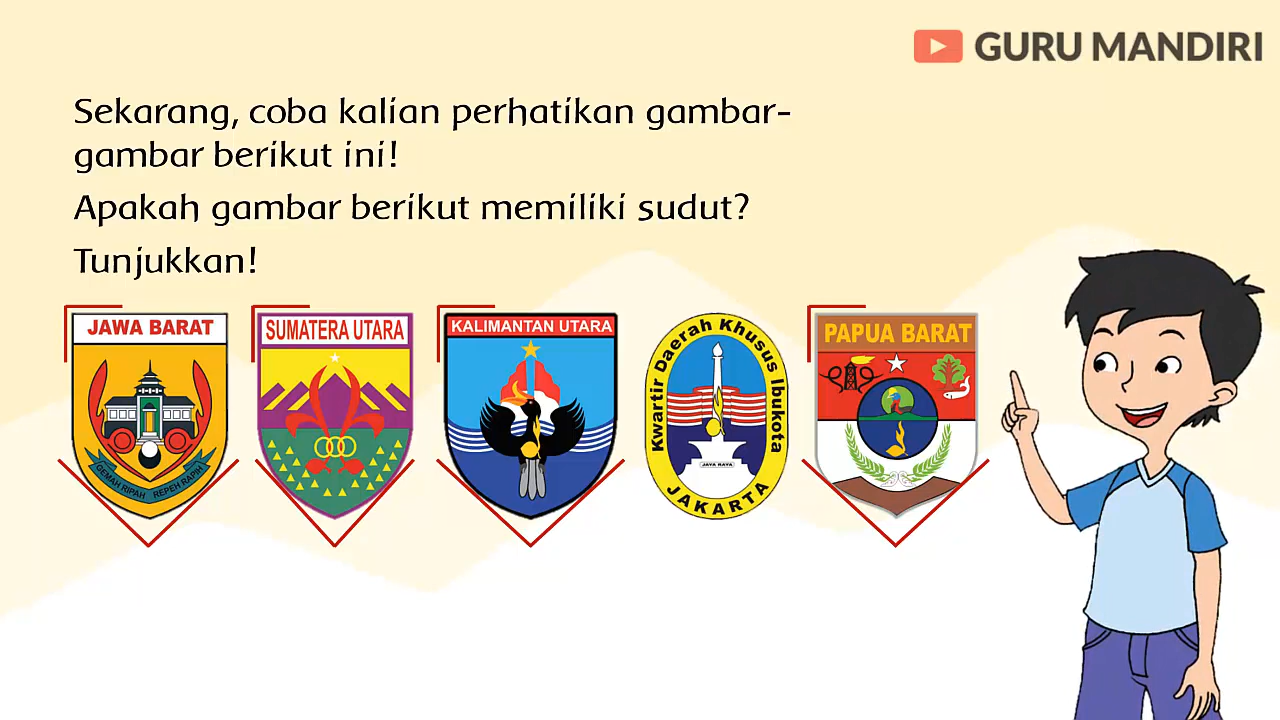 GURU MANDIRI
Sekarang, coba kalian perhatikan gambar-
gambar berikut ini!
Apakah gambar berikut memiliki sudut?
Tunjukkan!
JAWA BARAT
GEMAH RIPAH REPEH RAPIH
SUMATERA UTARA
KALIMANTAN UTARA
Kwartir Daerah Khusus Ibukota
JAYA RAYA
JAKARTA
PAPUA BARAT